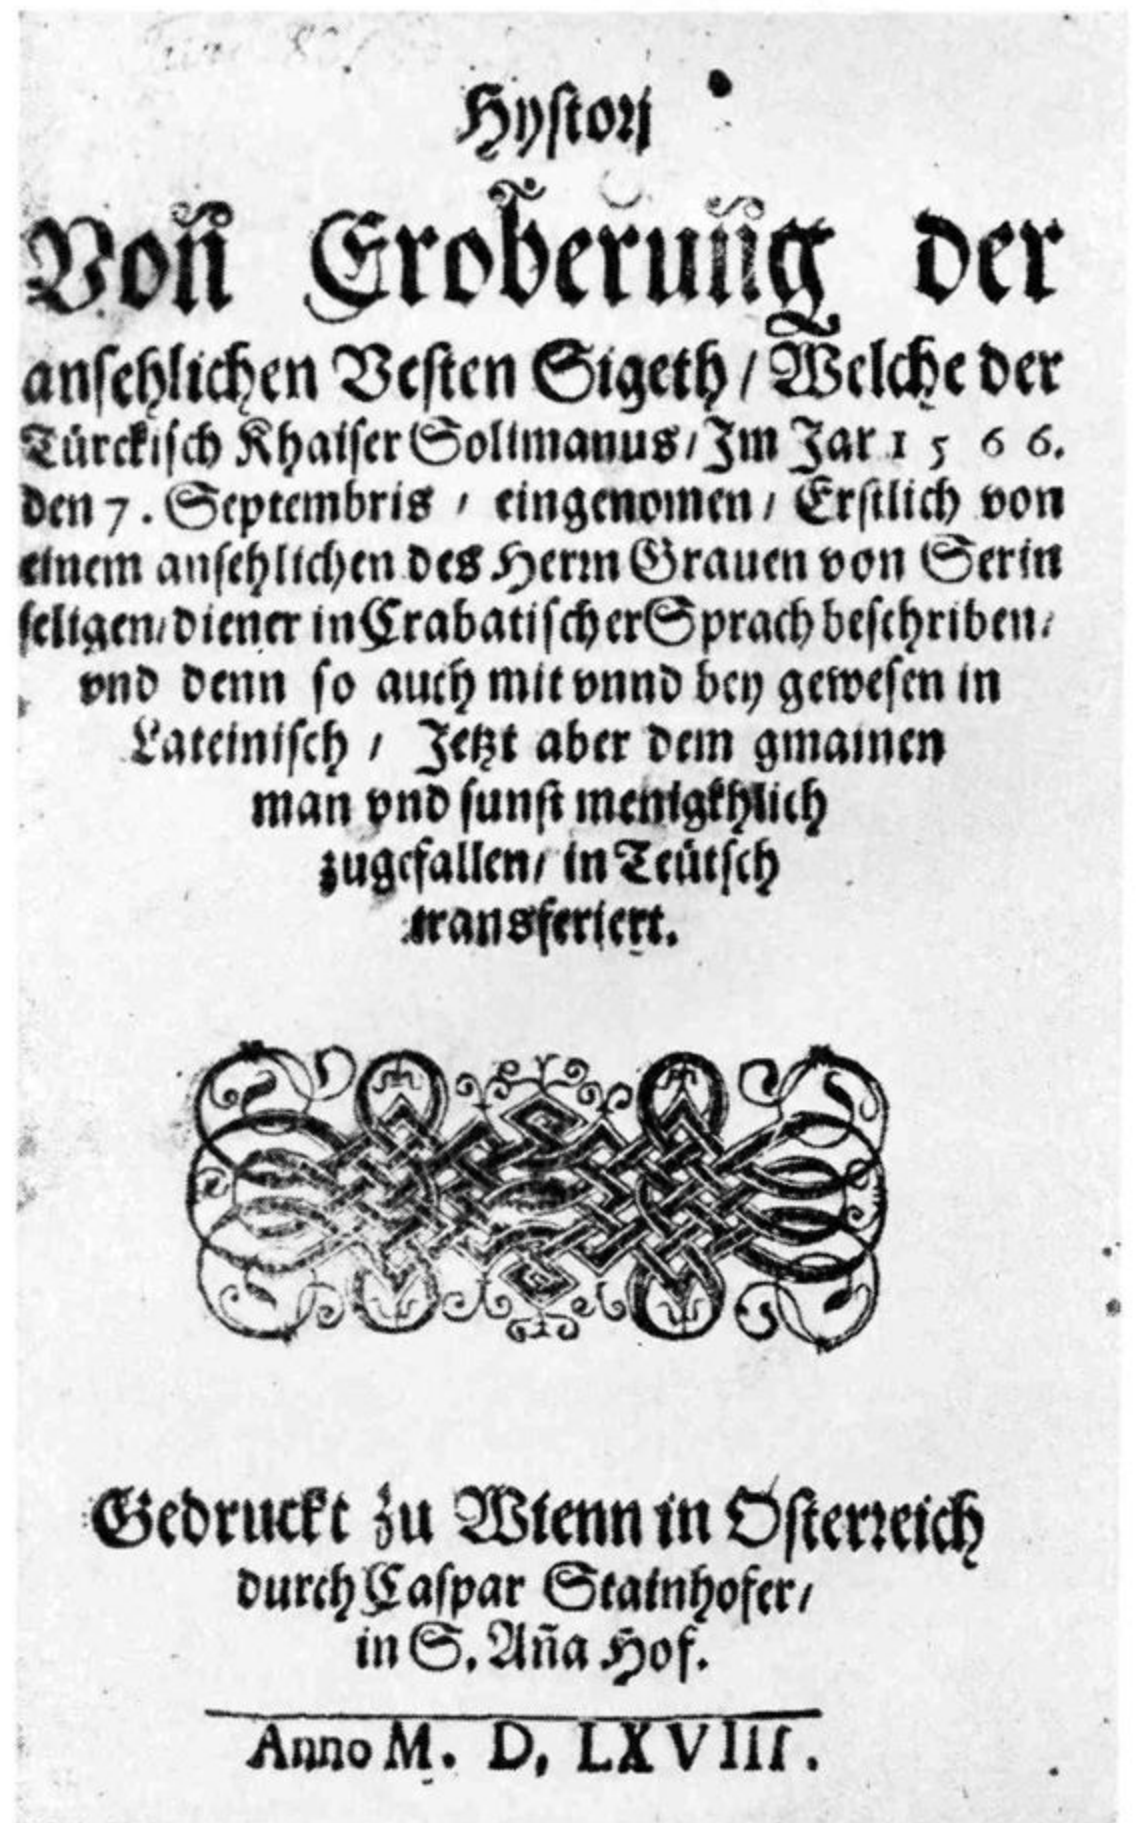 Hystorj
Von Eroberung der
ansehlichen Vesten Sigeth / Welche der
Türckisch Khaiser Solimanus / Im Jar 1566.
den 7. Septembris / eingenomen / Erstlich von
einem ansehlichen des Herrn Grauen von Serin
seligen / diener in Crabatischer Sprach beschriben /
vnd denn so auch mit vnnd bey gewesen in
Lateinisch / Jetzt aber dem gmainen
man vnd sunst menigkhlich
zugefallen / in Teütsch
transferiert.
Gedruckt zu Wienn in Osterreich
durch Caspar Stainhofer /
in S. Aña Hof.
Anno M. D. LXVIII.